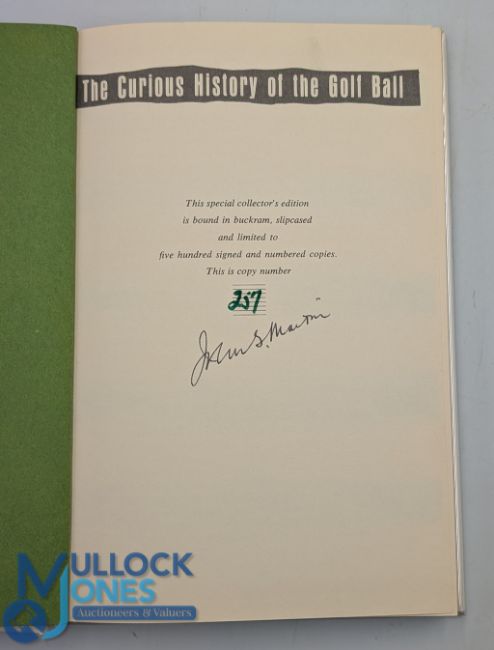 The Curious History of the Golf Ball
This special collector's edition
is bound in buckram, slipcased
and limited to
five hundred signed and numbered copies.
This is copy number
257
John S. Martin
MULLOCK
JONES
Auctioneers & Valuers